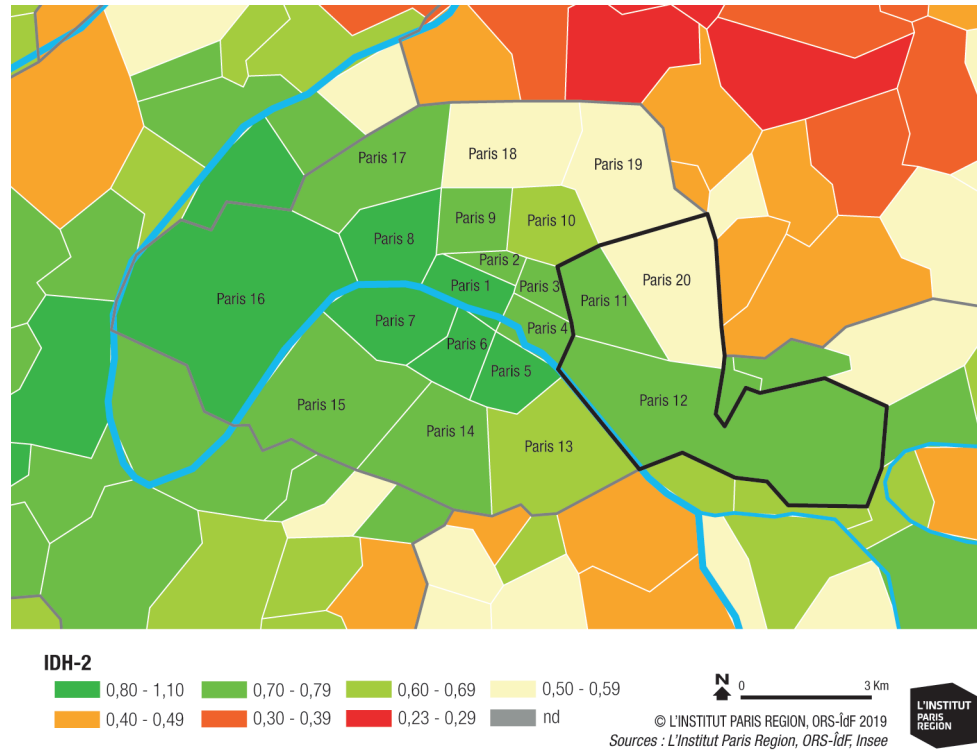 Paris 17
Paris 18
Paris 19
Paris 9
Paris 10
Paris 8
Paris 2
Paris 1
Paris 3
Paris 11
Paris 20
Paris 16
Paris 7
Paris 4
Paris 6
Paris 5
Paris 12
Paris 15
Paris 14
Paris 13
IDH-2
0,80 - 1,10
0,70 - 0,79
0,60 - 0,69
0,50 - 0,59
0,40 - 0,49
0,30 - 0,39
0,23 - 0,29
nd
N
0
3 Km
© L'INSTITUT PARIS REGION, ORS-ÎdF 2019
Sources : L'Institut Paris Region, ORS-ÎdF, Insee
L'INSTITUT
PARIS
REGION